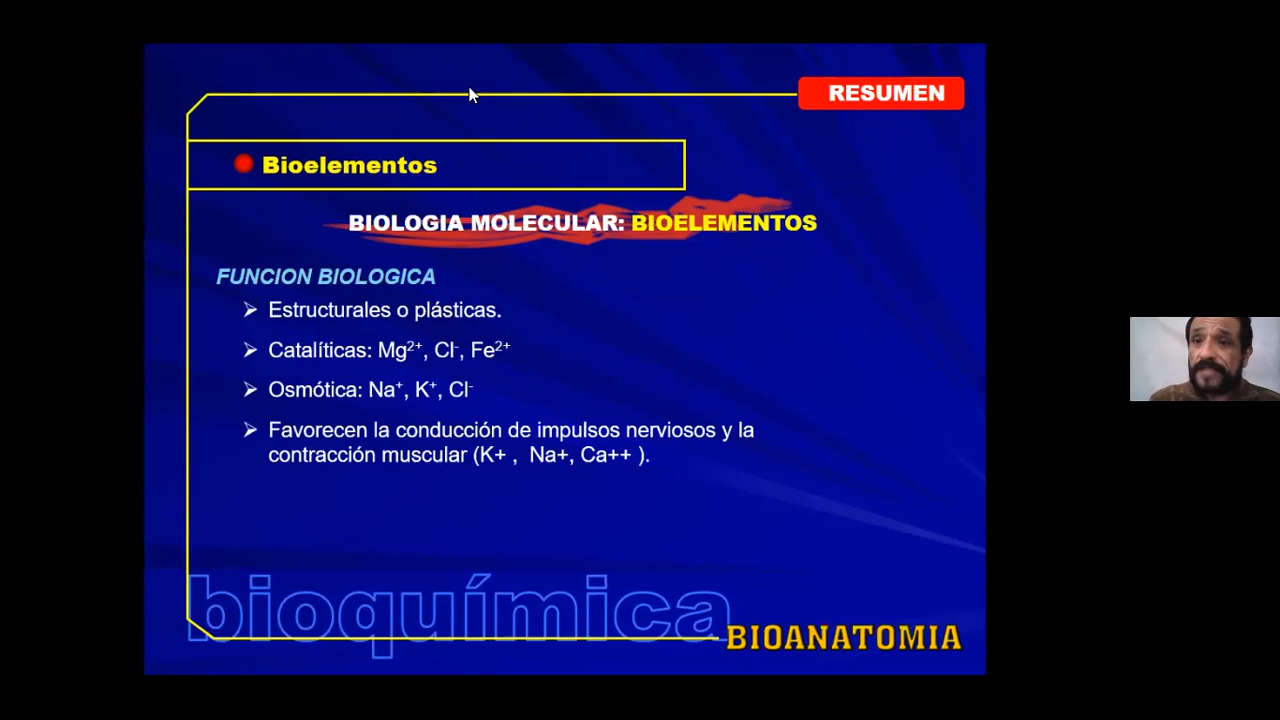 RESUMEN
Bioelementos
BIOLOGIA MOLECULAR: BIOELEMENTOS
FUNCION BIOLOGICA
Estructurales o plásticas.
Catalíticas: Mg²⁺, Cl⁻, Fe²⁺
Osmótica: Na⁺, K⁺, Cl⁻
Favorecen la conducción de impulsos nerviosos y la
contracción muscular (K+ , Na+, Ca++ ).
bioquímica
BIOANATOMIA